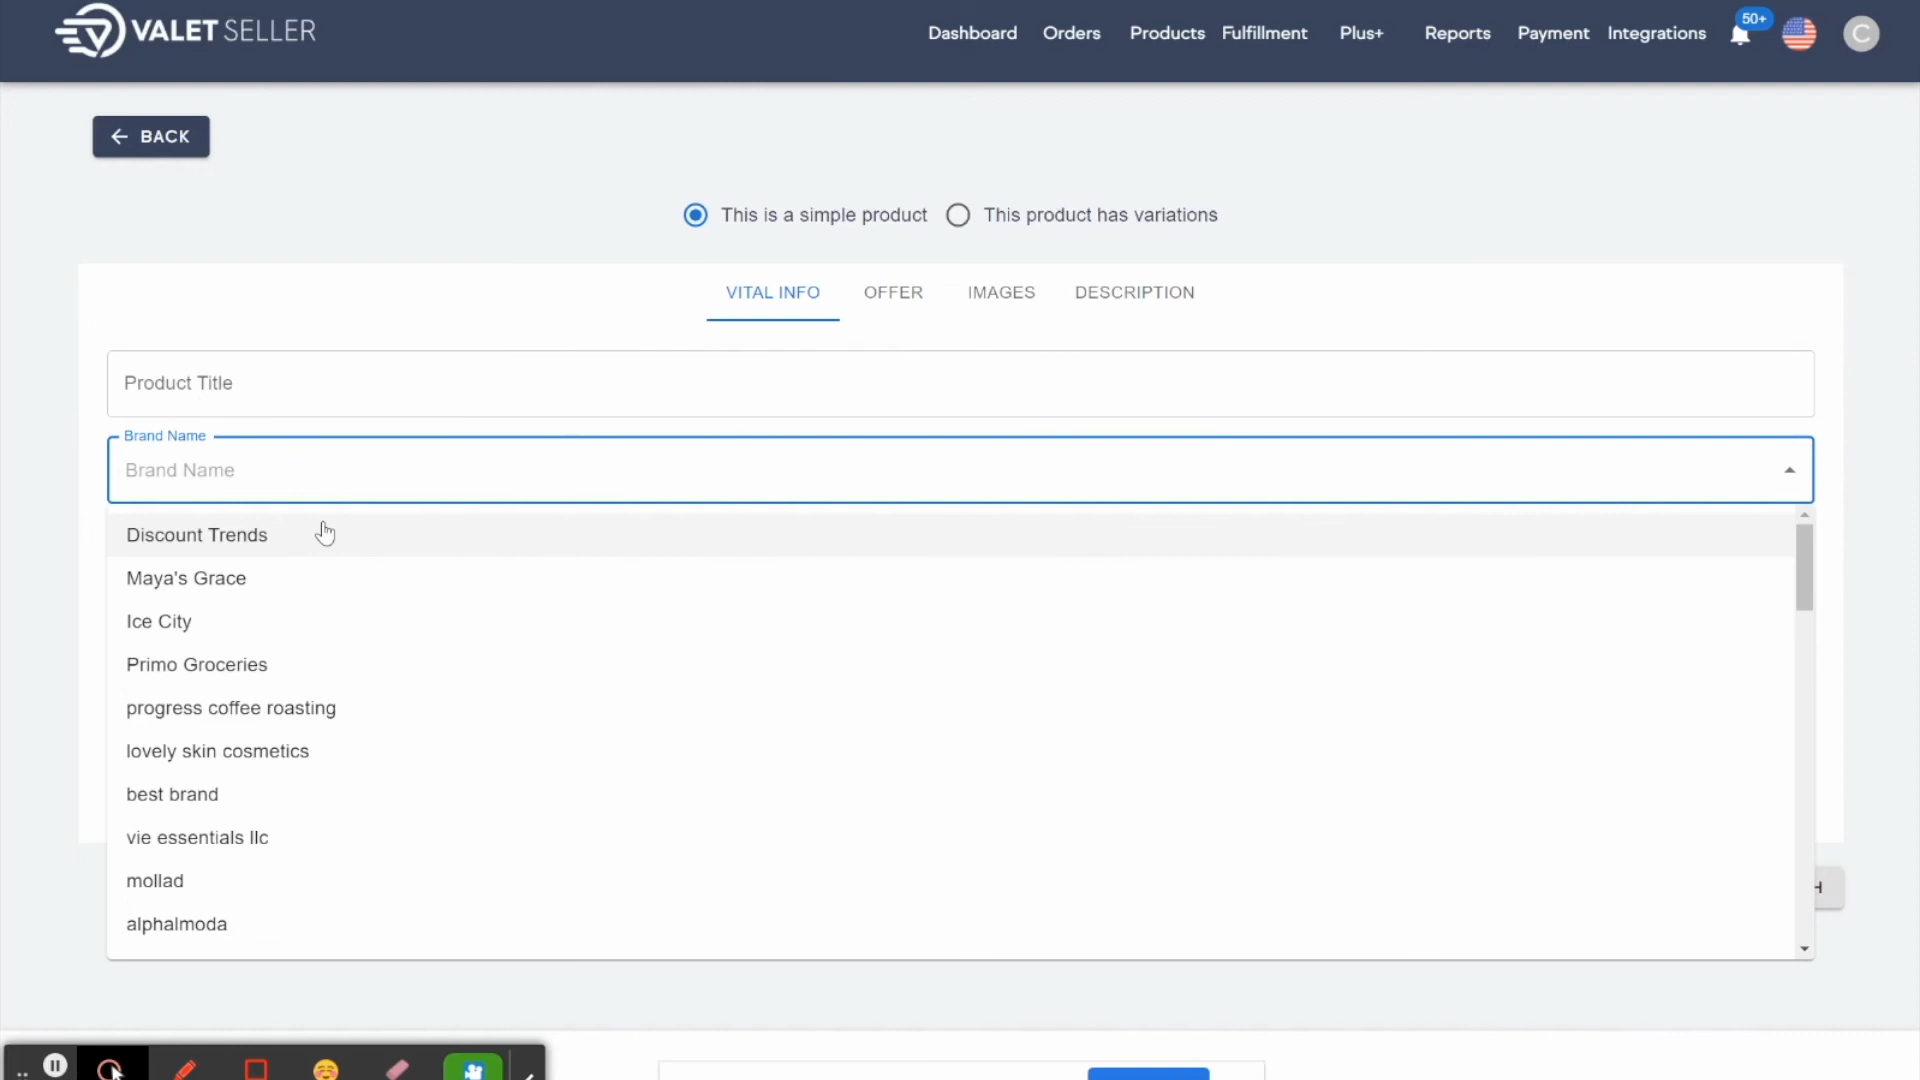 VALET SELLER
Dashboard Orders Products Fulfillment Plus+ Reports Payment Integrations 50+ C
BACK
This is a simple product This product has variations
VITAL INFO OFFER IMAGES DESCRIPTION
Product Title
Brand Name
Brand Name
Discount Trends
Maya's Grace
Ice City
Primo Groceries
progress coffee roasting
lovely skin cosmetics
best brand
vie essentials llc
mollad
H
alphalmoda